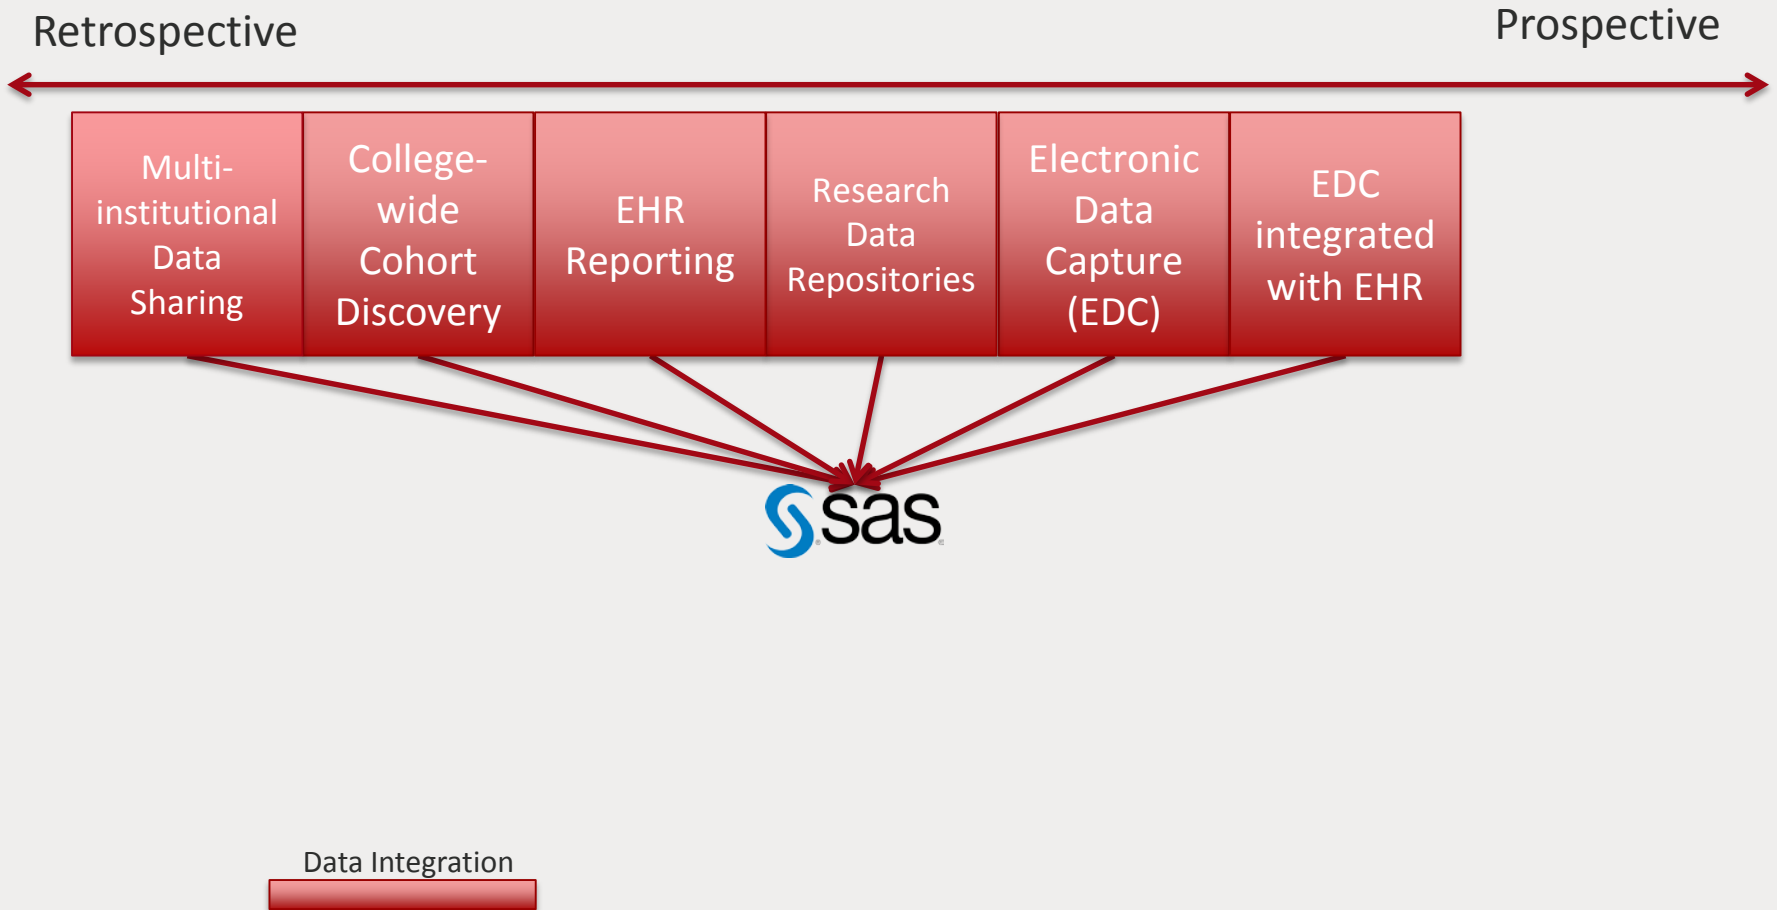 Retrospective
Prospective
Multi-
institutional
Data
Sharing
College-
wide
Cohort
Discovery
EHR
Reporting
Research
Data
Repositories
Electronic
Data
Capture
(EDC)
EDC
integrated
with EHR
sas
Data Integration